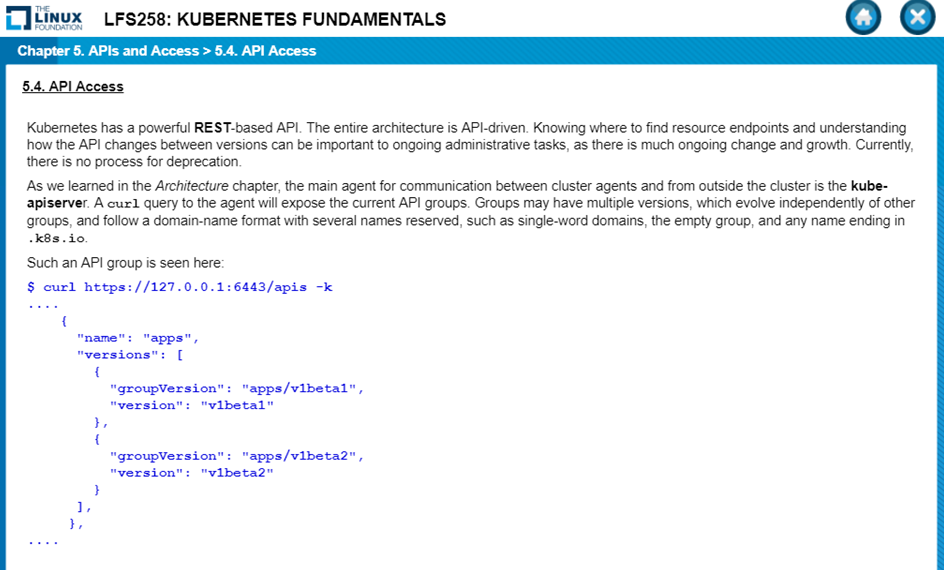 THE
LINUX
FOUNDATION
LFS258: KUBERNETES FUNDAMENTALS
Chapter 5. APIs and Access > 5.4. API Access
5.4. API Access
Kubernetes has a powerful REST-based API. The entire architecture is API-driven. Knowing where to find resource endpoints and understanding
how the API changes between versions can be important to ongoing administrative tasks, as there is much ongoing change and growth. Currently,
there is no process for deprecation.
As we learned in the Architecture chapter, the main agent for communication between cluster agents and from outside the cluster is the kube-
apiserver. A curl query to the agent will expose the current API groups. Groups may have multiple versions, which evolve independently of other
groups, and follow a domain-name format with several names reserved, such as single-word domains, the empty group, and any name ending in
.k8s.io.
Such an API group is seen here:
$ curl https://127.0.0.1:6443/apis -k
....
    {
      "name": "apps",
      "versions": [
        {
          "groupVersion": "apps/v1beta1",
          "version": "v1beta1"
        },
        {
          "groupVersion": "apps/v1beta2",
          "version": "v1beta2"
        }
      ],
     },
....